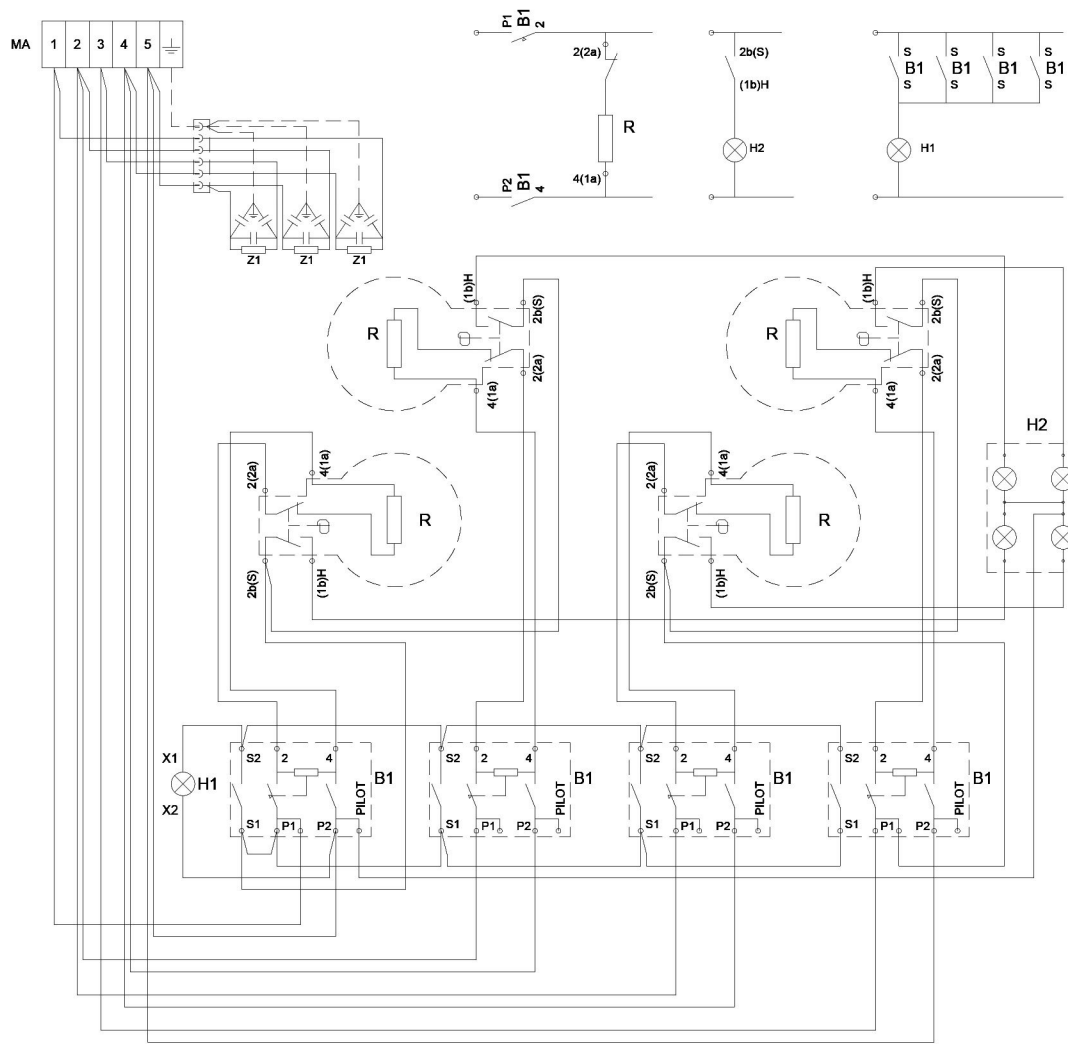 MA 1 2 3 4 5
P1 B1 2
2(2a)
R
4(1a)
P2 B1 4
2b(S)
(1b)H
H2
S S S S
B1 B1 B1 B1
S S S S
H1
Z1 Z1 Z1
(1b)H 2b(S)
R
2(2a)
4(1a)
(1b)H 2b(S)
R
2(2a)
4(1a)
H2
2(2a) 4(1a)
R
2b(S) (1b)H
2(2a) 4(1a)
R
2b(S) (1b)H
X1 H1 X2
S2 2 4 B1
S1 P1 P2 PILOT
S2 2 4 B1
S1 P1 P2 PILOT
S2 2 4 B1
S1 P1 P2 PILOT
S2 2 4 B1
S1 P1 P2 PILOT